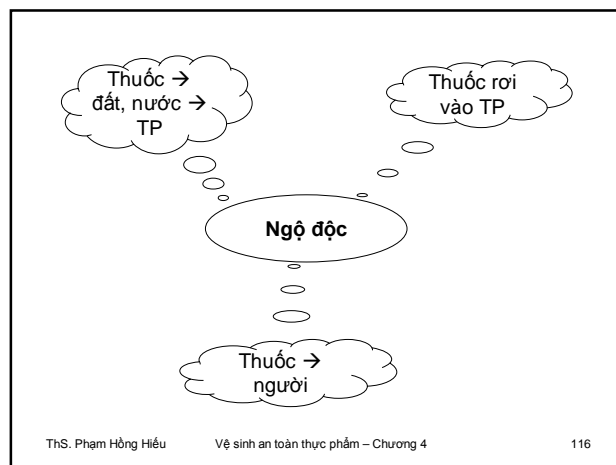 Thuốc →
đất, nước →
TP
Thuốc rơi
vào TP
Ngộ độc
Thuốc →
người
ThS. Phạm Hồng Hiếu Vệ sinh an toàn thực phẩm – Chương 4 116